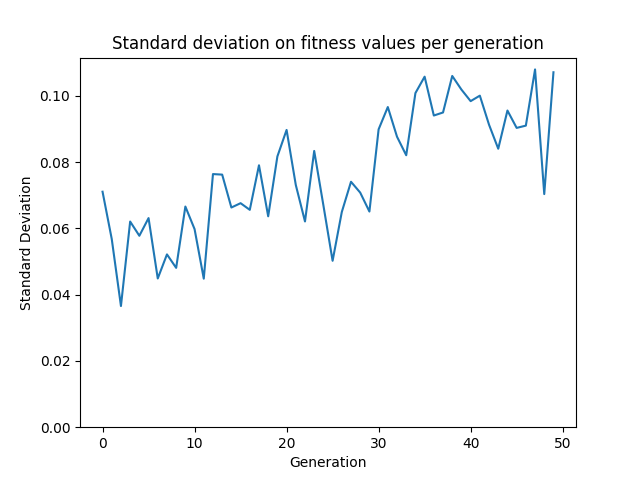 Standard deviation on fitness values per generation
0.10
0.08
0.06
0.04
0.02
0.00
Standard Deviation
0 10 20 30 40 50
Generation